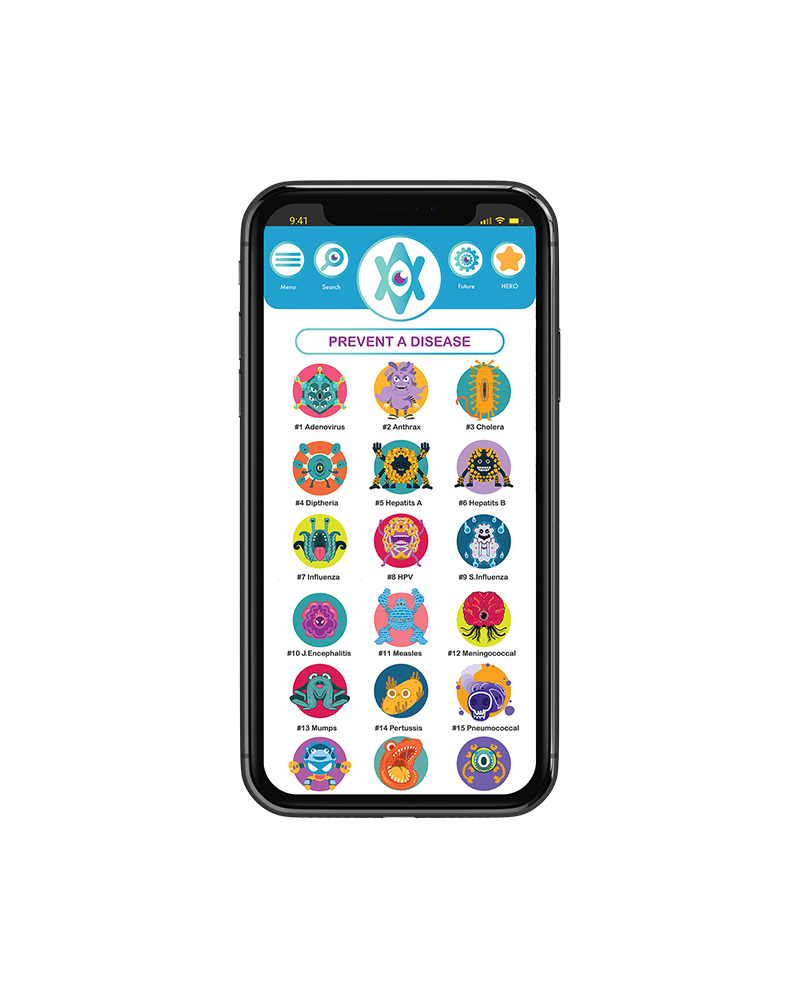 9:41
Menu
Search
Future
HERO
PREVENT A DISEASE
#1 Adenovirus
#2 Anthrax
#3 Cholera
#4 Diptheria
#5 Hepatits A
#6 Hepatits B
#7 Influenza
#8 HPV
#9 S.Influenza
#10 J.Encephalitis
#11 Measles
#12 Meningococcal
#13 Mumps
#14 Pertussis
#15 Pneumococcal